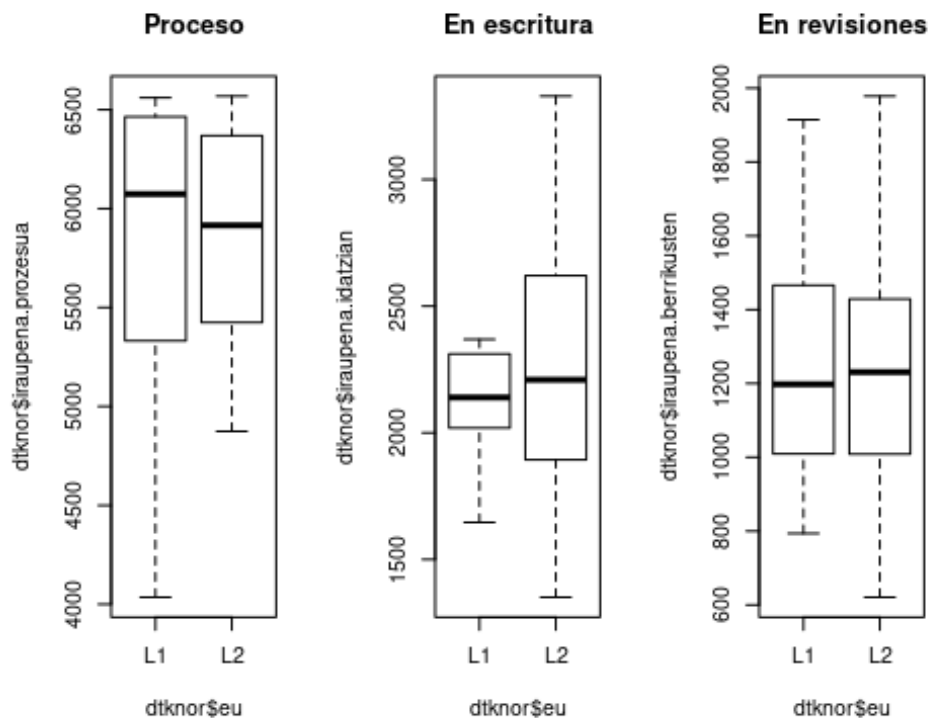 Proceso
dtknor$iraupena.prozesua
6500
6000
5500
5000
4500
4000
L1 L2
dtknor$eu
En escritura
dtknor$iraupena.idatzian
3000
2500
2000
1500
L1 L2
dtknor$eu
En revisiones
dtknor$iraupena.berrikusten
2000
1800
1600
1400
1200
1000
800
600
L1 L2
dtknor$eu